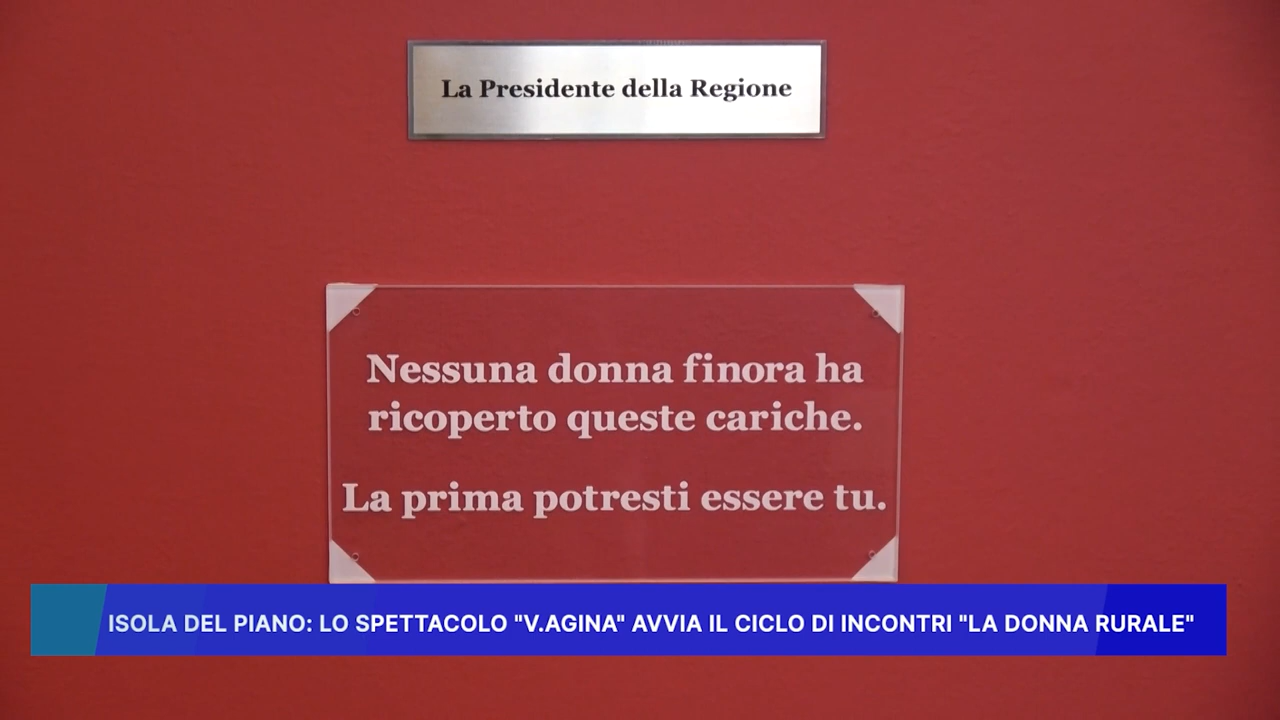 La Presidente della Regione
Nessuna donna finora ha
ricoperto queste cariche.
La prima potresti essere tu.
ISOLA DEL PIANO: LO SPETTACOLO "V.AGINA" AVVIA IL CICLO DI INCONTRI "LA DONNA RURALE"